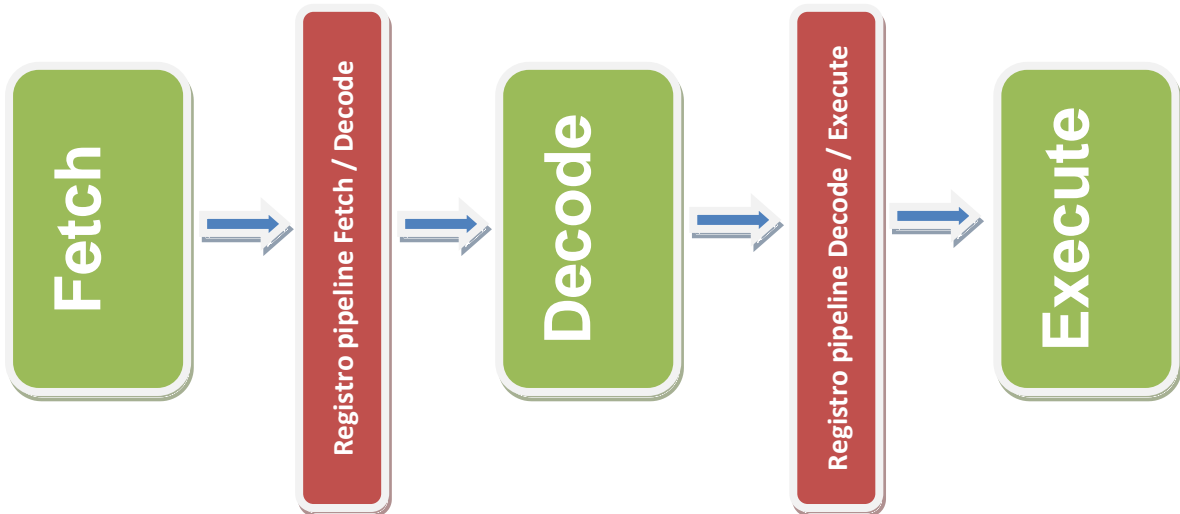 Fetch
Registro pipeline Fetch / Decode
Decode
Registro pipeline Decode / Execute
Execute